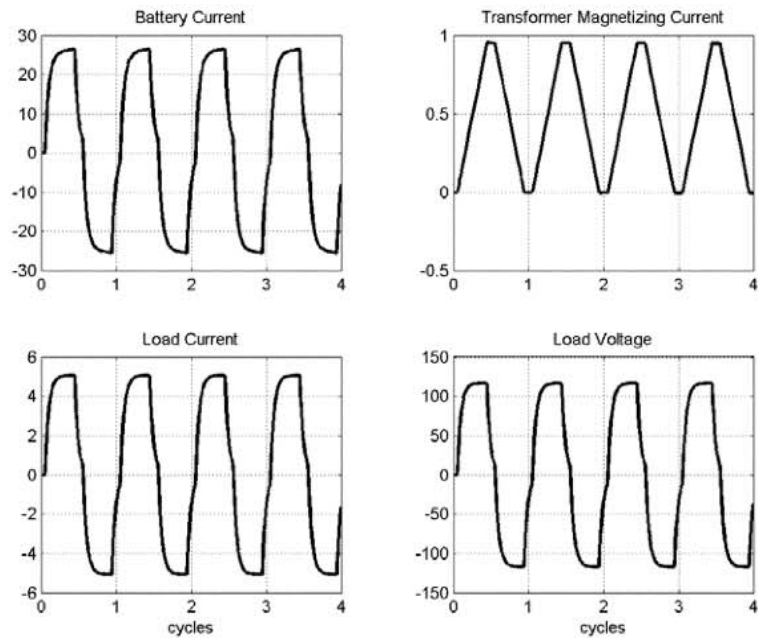 Battery Current
30
20
10
0
-10
-20
-30
0 1 2 3 4
Transformer Magnetizing Current
1
0.5
0
-0.5
0 1 2 3 4
Load Current
6
4
2
0
-2
-4
-6
0 1 2 3 4
cycles
Load Voltage
150
100
50
0
-50
-100
-150
0 1 2 3 4
cycles